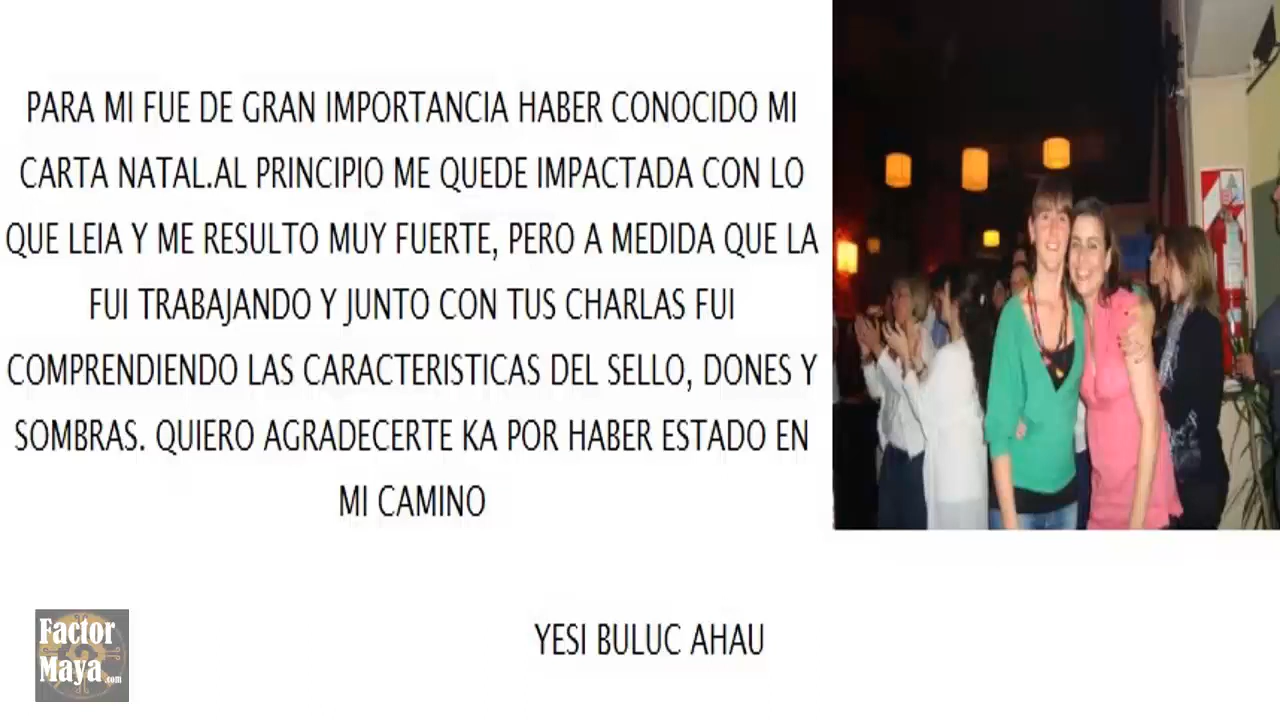 PARA MI FUE DE GRAN IMPORTANCIA HABER CONOCIDO MI
CARTA NATAL.AL PRINCIPIO ME QUEDE IMPACTADA CON LO
QUE LEIA Y ME RESULTO MUY FUERTE, PERO A MEDIDA QUE LA
FUI TRABAJANDO Y JUNTO CON TUS CHARLAS FUI
COMPRENDIENDO LAS CARACTERISTICAS DEL SELLO, DONES Y
SOMBRAS. QUIERO AGRADECERTE KA POR HABER ESTADO EN
MI CAMINO
YESI BULUC AHAU
Factor
Maya.com